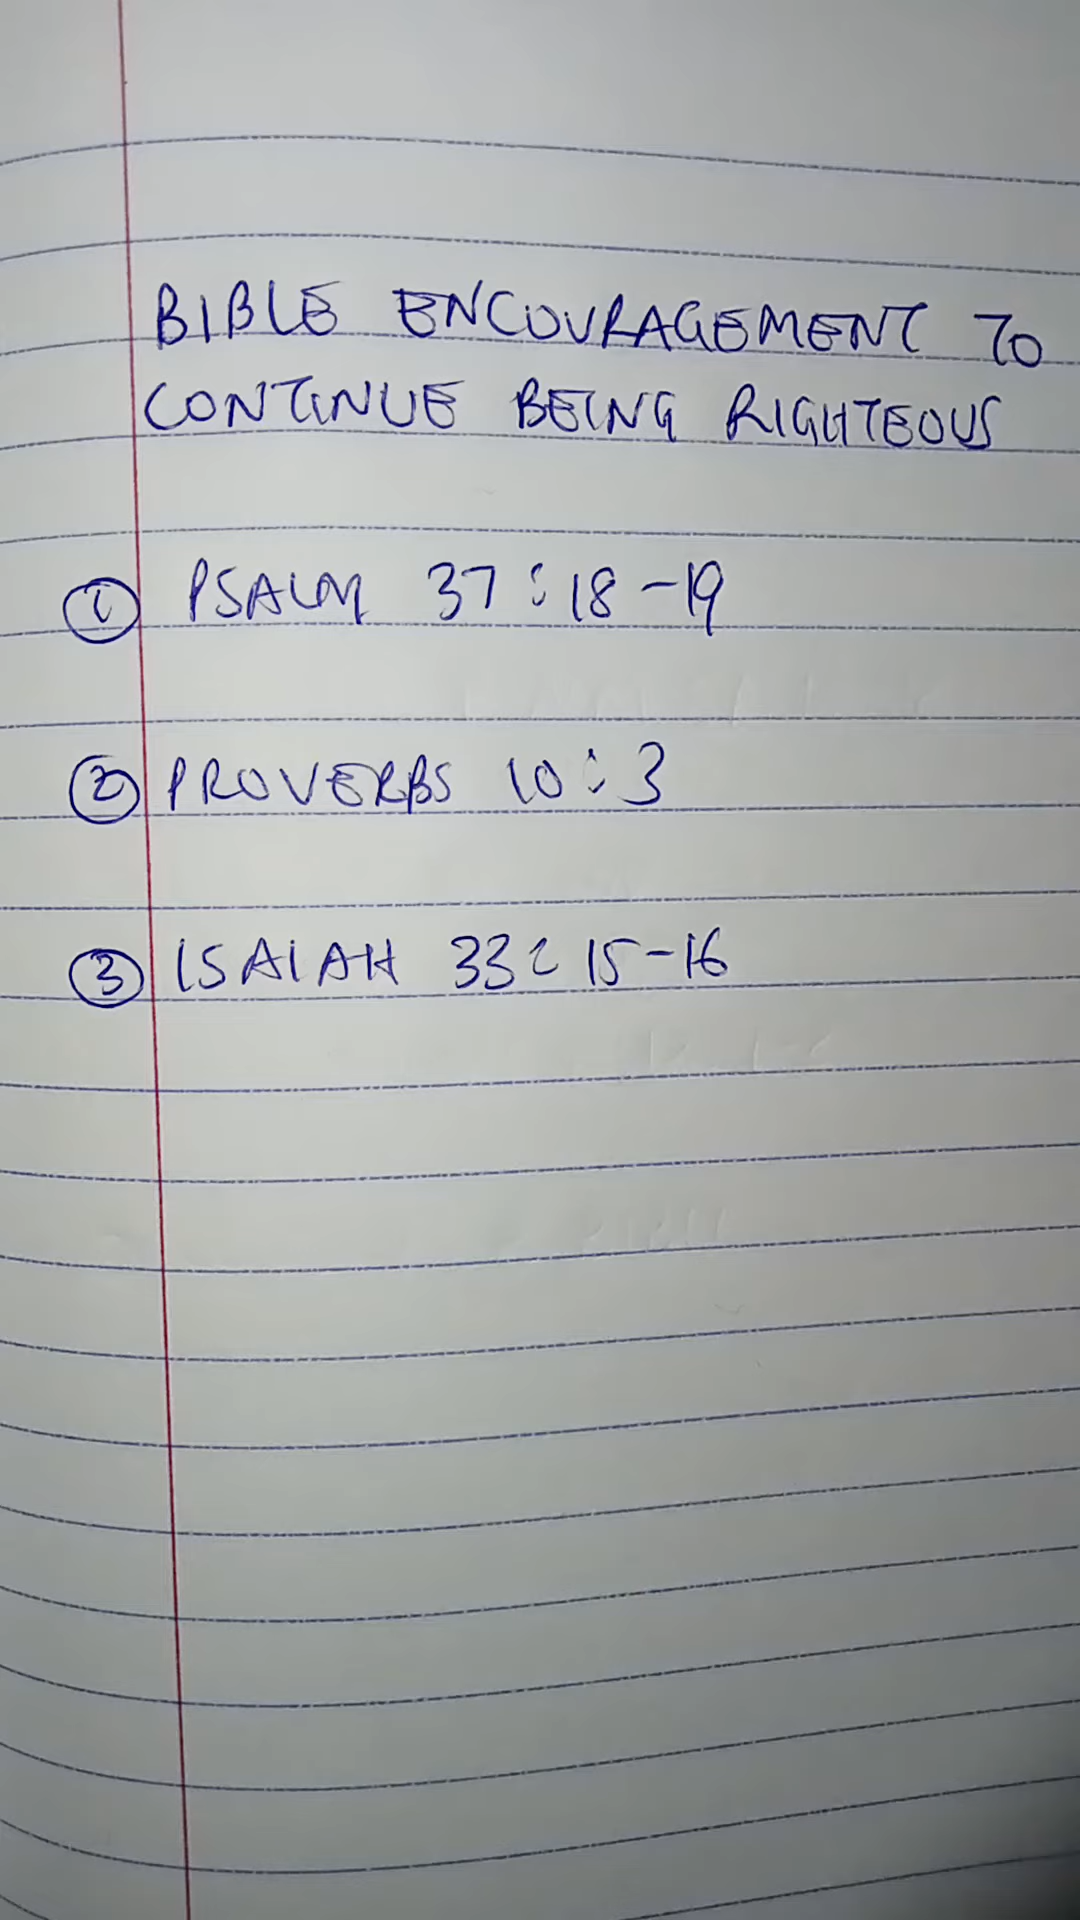 BIBLE ENCOURAGEMENT TO
CONTINUE BEING RIGHTEOUS
1 PSALM 37:18-19
2 PROVERBS 10:3
3 ISAIAH 33:15-16